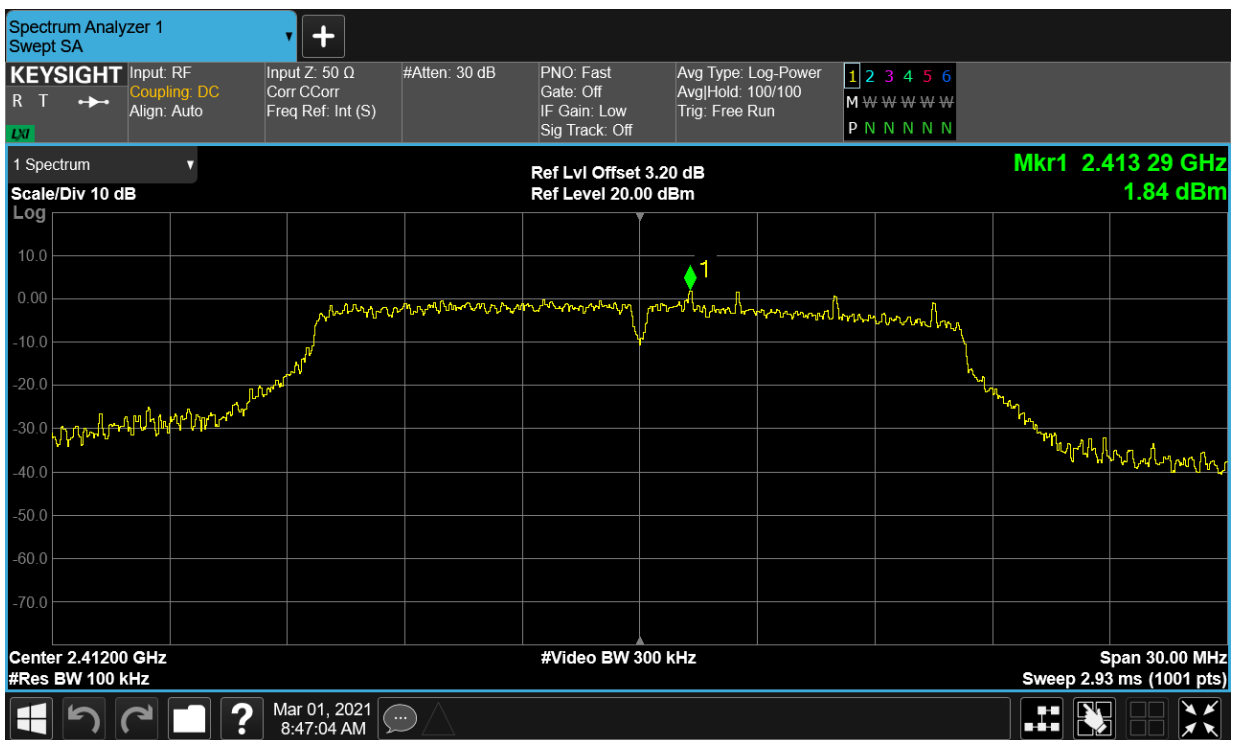 Spectrum Analyzer 1
Swept SA
+
KEYSIGHT
R T
LXI
Input: RF
Coupling: DC
Align: Auto
Input Z: 50 Ω
Corr CCorr
Freq Ref: Int (S)
#Atten: 30 dB
PNO: Fast
Gate: Off
IF Gain: Low
Sig Track: Off
Avg Type: Log-Power
Avg|Hold: 100/100
Trig: Free Run
1 2 3 4 5 6
M W W W W W
P N N N N N
1 Spectrum
Scale/Div 10 dB
Log
Ref Lvl Offset 3.20 dB
Ref Level 20.00 dBm
Mkr1 2.413 29 GHz
1.84 dBm
1
10.0
0.00
-10.0
-20.0
-30.0
-40.0
-50.0
-60.0
-70.0
Center 2.41200 GHz
#Res BW 100 kHz
#Video BW 300 kHz
Span 30.00 MHz
Sweep 2.93 ms (1001 pts)
?
Mar 01, 2021
8:47:04 AM